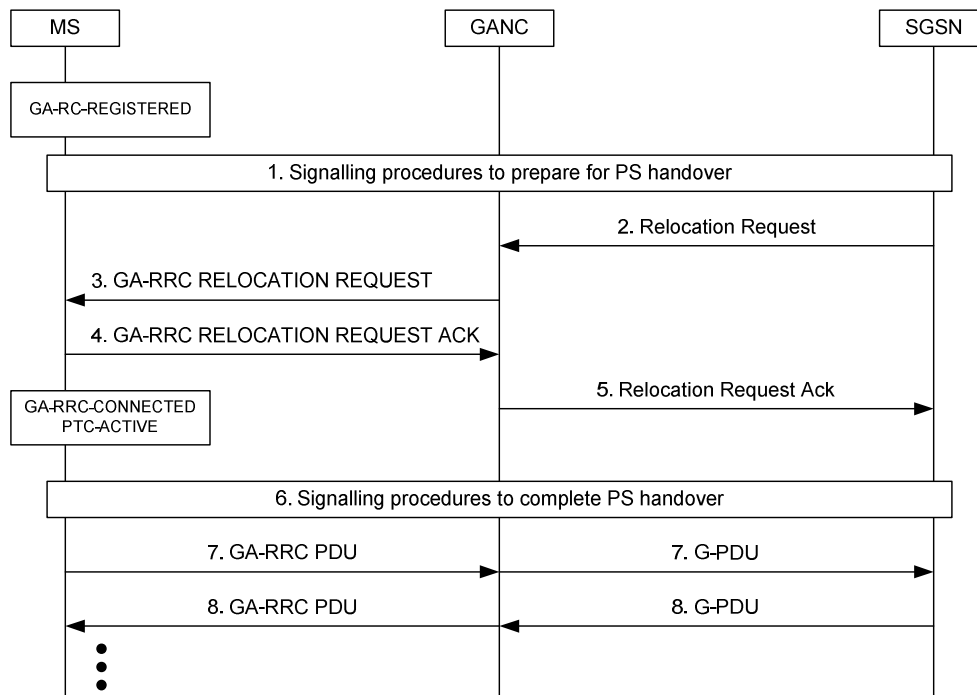 MS
GANC
SGSN
GA-RC-REGISTERED
1. Signalling procedures to prepare for PS handover
2. Relocation Request
3. GA-RRC RELOCATION REQUEST
4. GA-RRC RELOCATION REQUEST ACK
5. Relocation Request Ack
GA-RRC-CONNECTED
PTC-ACTIVE
6. Signalling procedures to complete PS handover
7. GA-RRC PDU
7. G-PDU
8. GA-RRC PDU
8. G-PDU